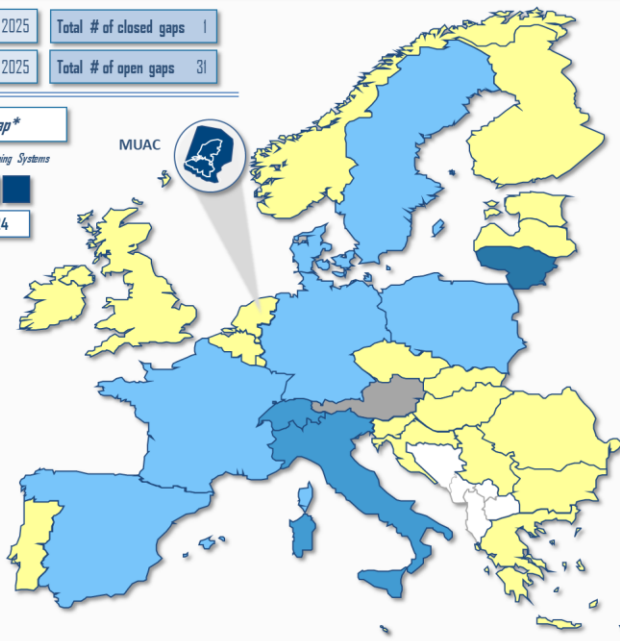 2025
Total # of closed gaps 1
2025
Total # of open gaps 31
ap*
ing Systems
4
MUAC